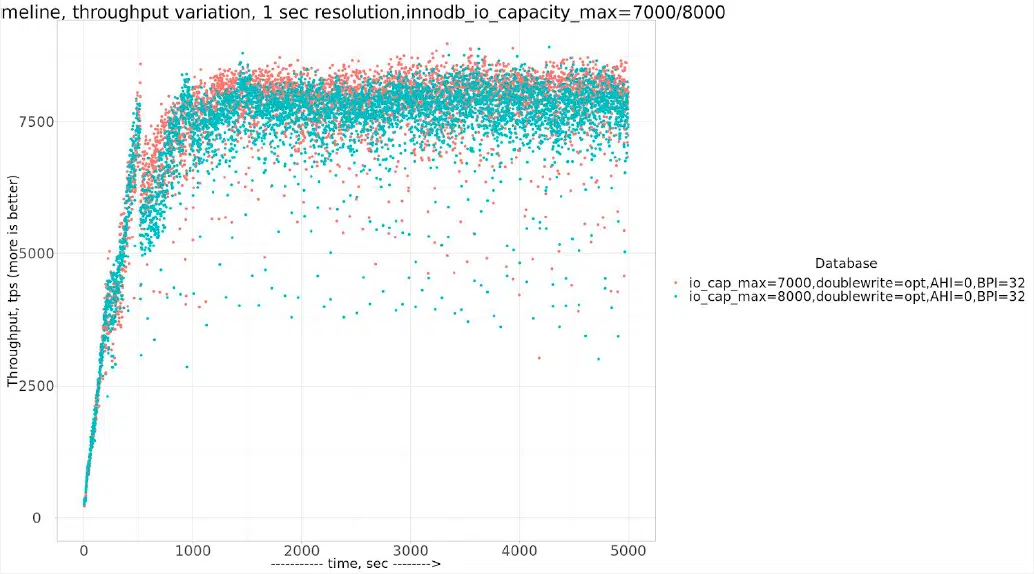 meline, throughput variation, 1 sec resolution,innodb_io_capacity_max=7000/8000
Throughput, tps (more is better)
7500
5000
2500
0
0 1000 2000 3000 4000 5000
----------- time, sec -------->
Database
io_cap_max=7000,doublewrite=opt,AHI=0,BPI=32
io_cap_max=8000,doublewrite=opt,AHI=0,BPI=32